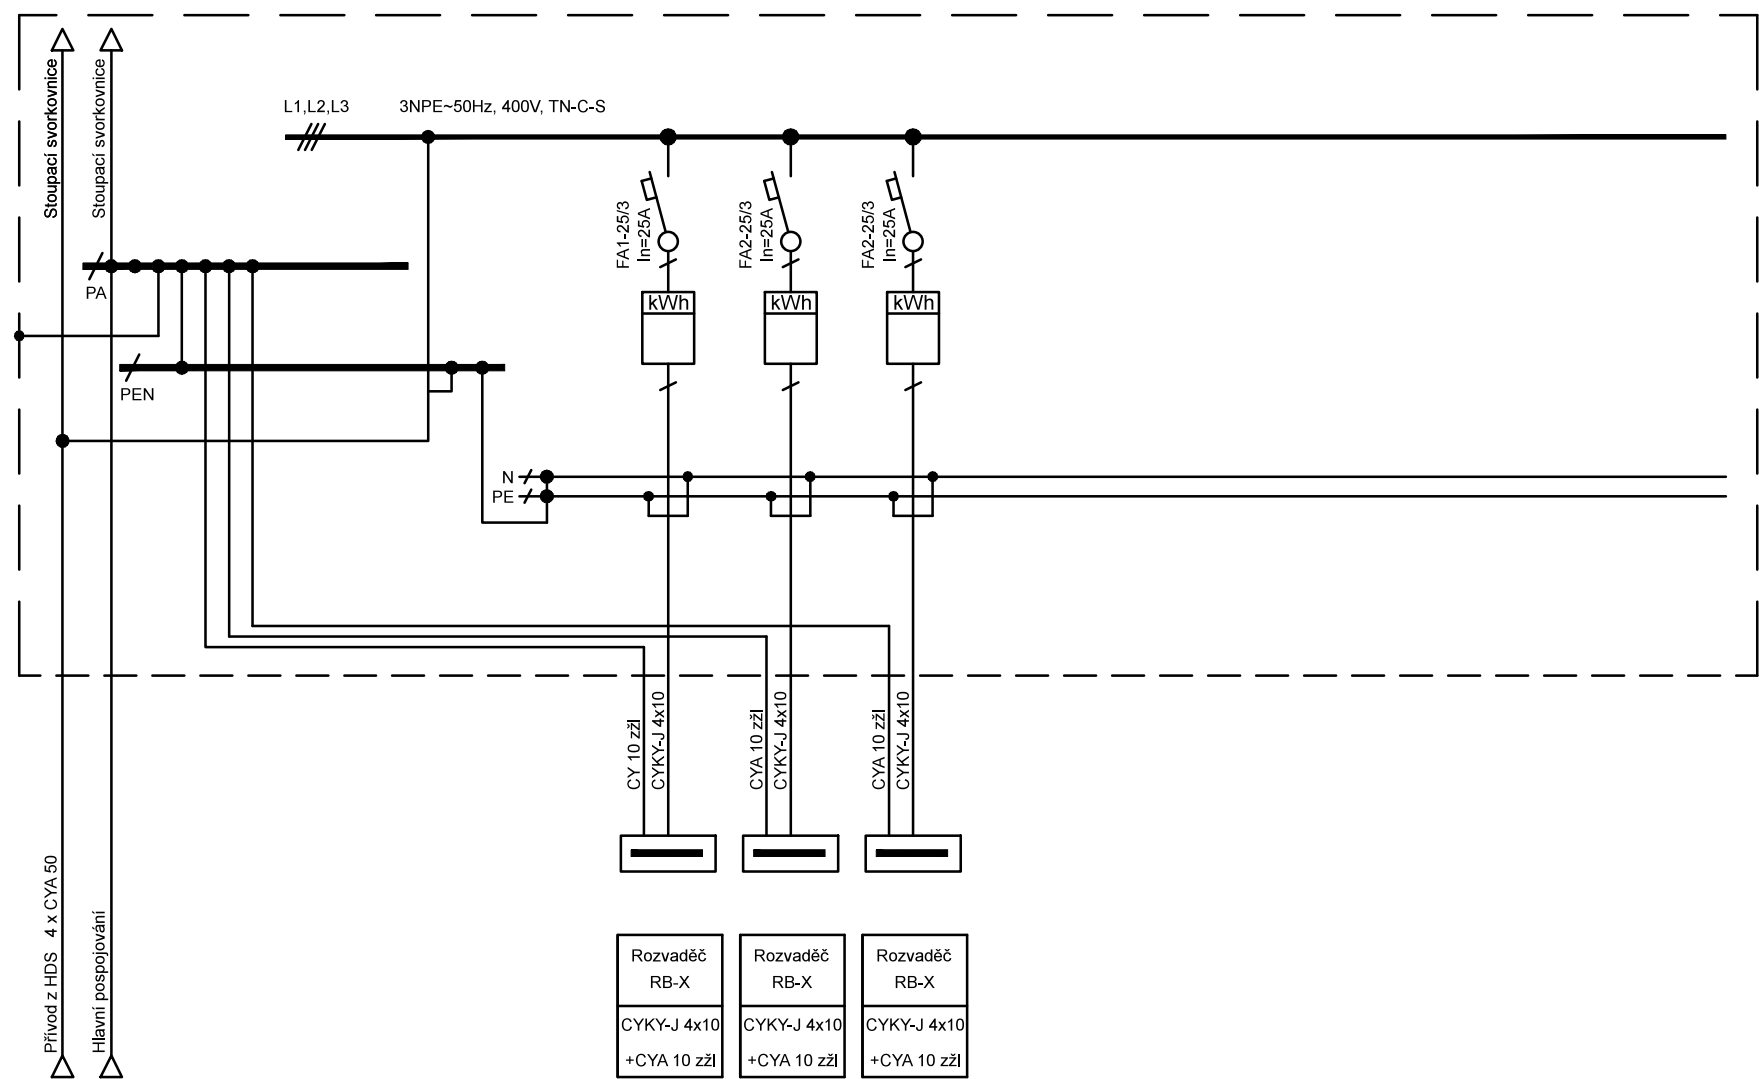 Stoupací svorkovnice
Stoupací svorkovnice
L1,L2,L3
3NPE~50Hz, 400V, TN-C-S
FA1-25/3
In=25A
FA2-25/3
In=25A
FA2-25/3
In=25A
PA
kWh
kWh
kWh
PEN
N
PE
CY 10 zžl
CYKY-J 4x10
CYA 10 zžl
CYKY-J 4x10
CYA 10 zžl
CYKY-J 4x10
Přívod z HDS 4 x CYA 50
Hlavní pospojování
Rozvaděč
RB-X
CYKY-J 4x10
+CYA 10 zžl
Rozvaděč
RB-X
CYKY-J 4x10
+CYA 10 zžl
Rozvaděč
RB-X
CYKY-J 4x10
+CYA 10 zžl